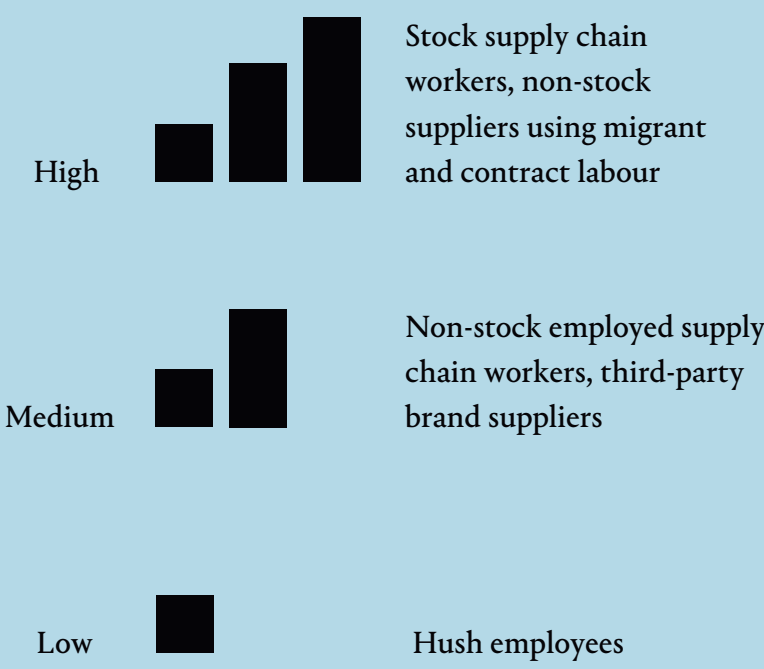 High
Stock supply chain
workers, non-stock
suppliers using migrant
and contract labour
Medium
Non-stock employed supply
chain workers, third-party
brand suppliers
Low
Hush employees